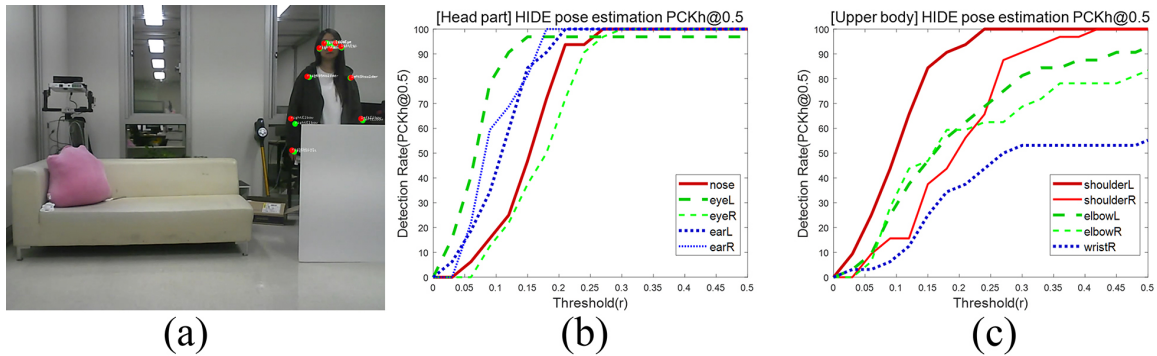 [Head part] HIDE pose estimation PCKh@0.5)
100
90
80
70
60
50
40
30
20
10
0
Detection Rate(PCKh@0.5)
nose
eyeL
eyeR
earL
earR
0 0.05 0.1 0.15 0.2 0.25 0.3 0.35 0.4 0.45 0.5
Threshold(r)
[Upper body] HIDE pose estimation PCKh@0.5)
100
90
80
70
60
50
40
30
20
10
0
Detection Rate(PCKh@0.5)
shoulderL
shoulderR
elbowL
elbowR
wristR
0 0.05 0.1 0.15 0.2 0.25 0.3 0.35 0.4 0.45 0.5
Threshold(r)
(a) (b) (c)